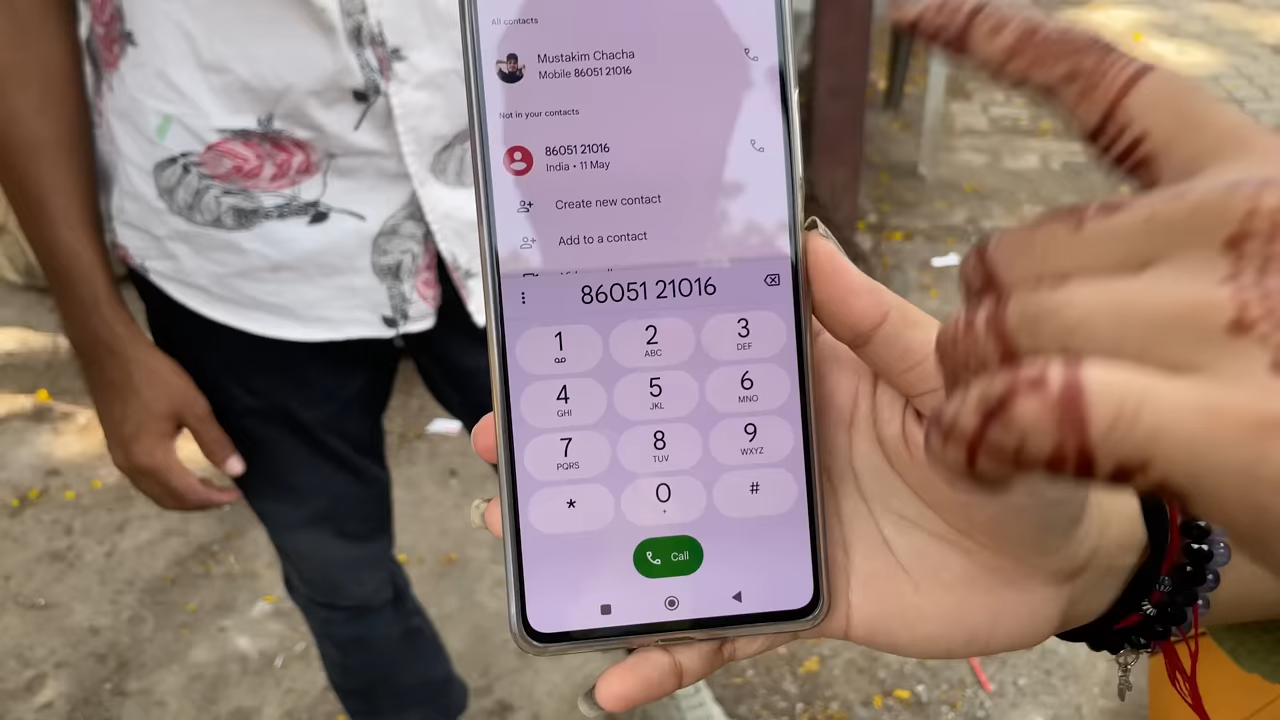 All contacts
Mustakim Chacha
Mobile 86051 21016
Not in your contacts
86051 21016
India • 11 May
Create new contact
Add to a contact
86051 21016
1
2 ABC
3 DEF
4 GHI
5 JKL
6 MNO
7 PQRS
8 TUV
9 WXYZ
*
0 +
#
Call